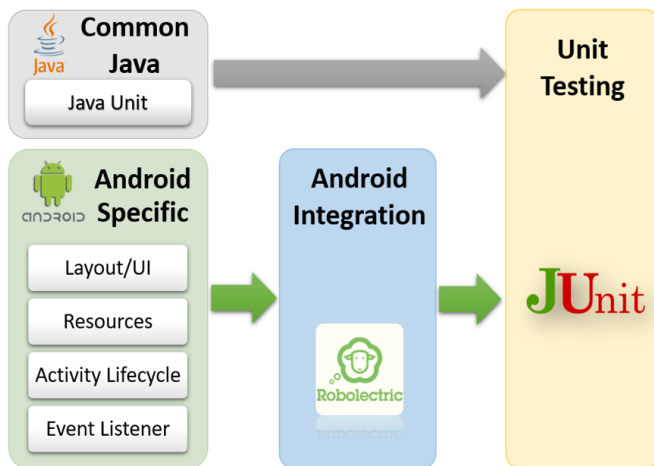 Common
Java
Java
Java Unit
Unit
Testing
Android
Specific
ANDROID
Layout/UI
Resources
Activity Lifecycle
Event Listener
Android
Integration
Robolectric
JUnit